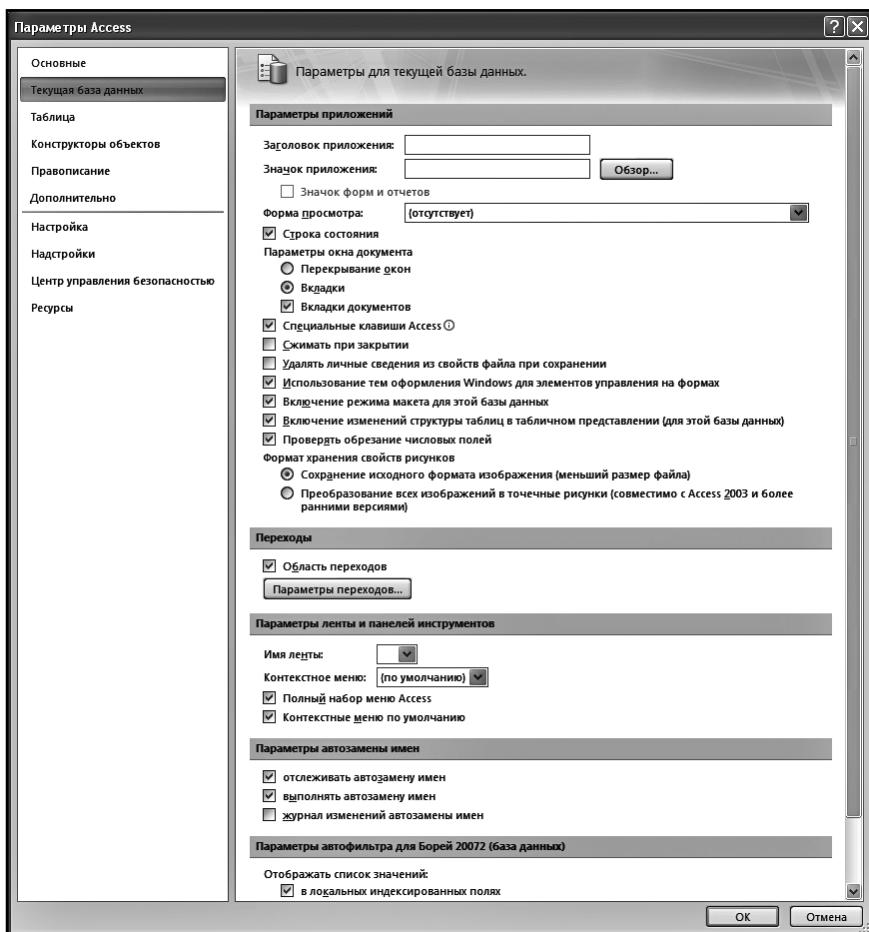 Параметры Access
Основные
Текущая база данных
Таблица
Конструкторы объектов
Правописание
Дополнительно
Настройка
Надстройки
Центр управления безопасностью
Ресурсы
Параметры для текущей базы данных.
Параметры приложений
Заголовок приложения:
Значок приложения:
Обзор...
Значок форм и отчетов
Форма просмотра: (отсутствует)
Строка состояния
Параметры окна документа
Перекрывание окон
Вкладки
Вкладки документов
Специальные клавиши Access
Сжимать при закрытии
Удалять личные сведения из свойств файла при сохранении
Использование тем оформления Windows для элементов управления на формах
Включение режима макета для этой базы данных
Включение изменений структуры таблиц в табличном представлении (для этой базы данных)
Проверять обрезание числовых полей
Формат хранения свойств рисунков
Сохранение исходного формата изображения (меньший размер файла)
Преобразование всех изображений в точечные рисунки (совместимо с Access 2003 и более
ранними версиями)
Переходы
Область переходов
Параметры переходов...
Параметры ленты и панелей инструментов
Имя ленты:
Контекстное меню: (по умолчанию)
Полный набор меню Access
Контекстные меню по умолчанию
Параметры автозамены имен
отслеживать автозамену имен
выполнять автозамену имен
журнал изменений автозамены имен
Параметры автофильтра для Борей 20072 (база данных)
Отображать список значений:
в локальных индексированных полях
ОК
Отмена